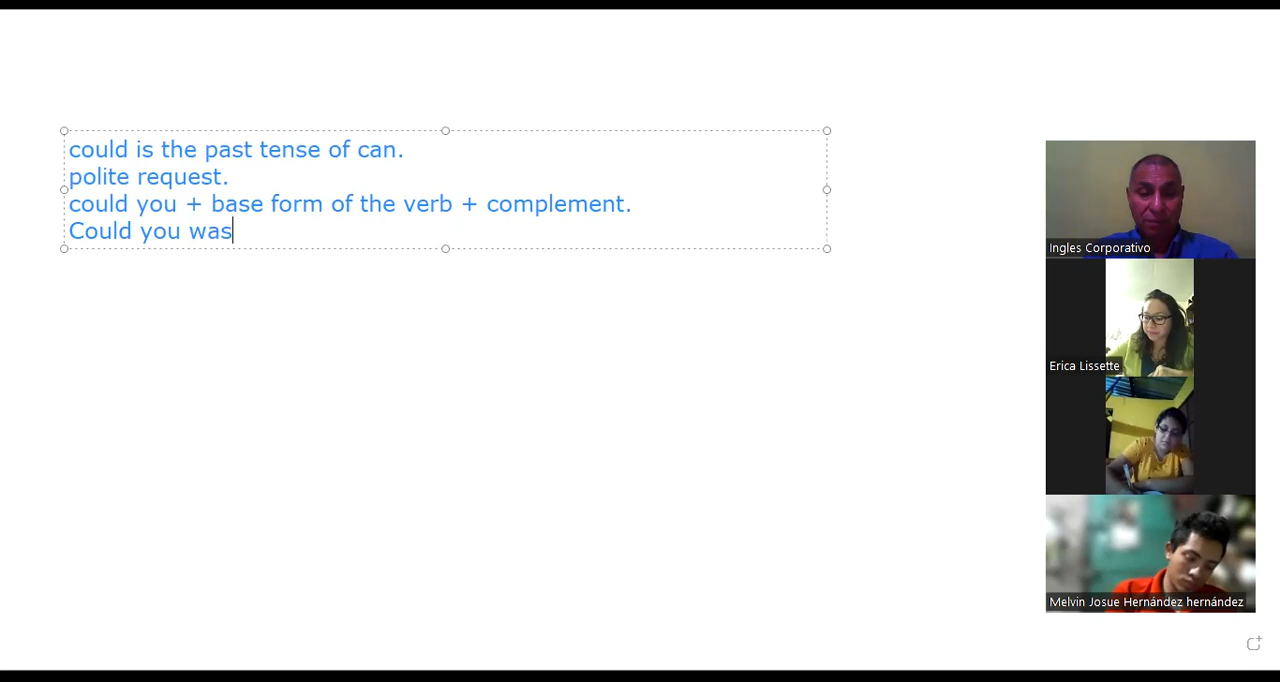 could is the past tense of can.
polite request.
could you + base form of the verb + complement.
Could you was
Ingles Corporativo
Erica Lissette
Melvin Josue Hernández hernández